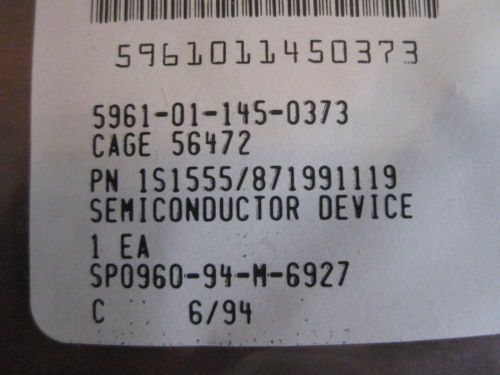 5961011450373
5961-01-145-0373
CAGE 56472
PN 1S1555/871991119
SEMICONDUCTOR DEVICE
1 EA
SP0960-94-M-6927
C 6/94